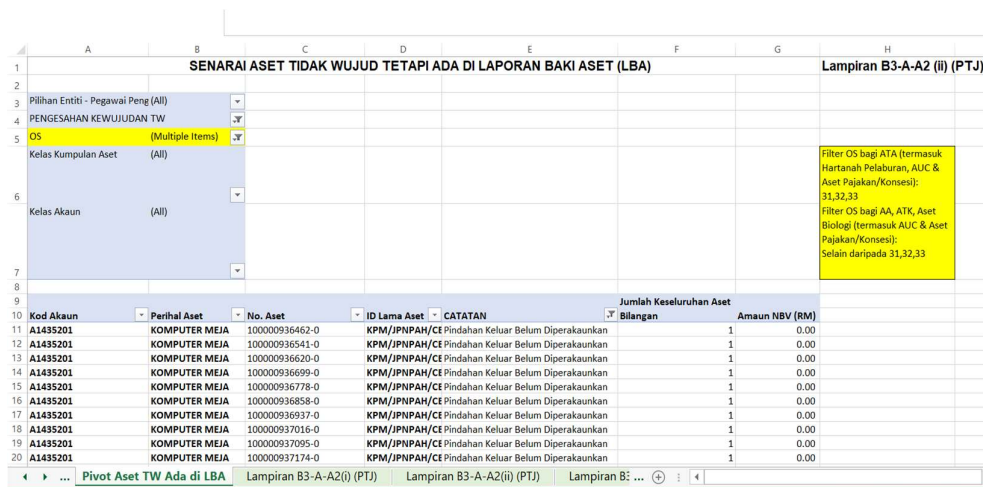 A B C D E F G H
1 SENARAI ASET TIDAK WUJUD TETAPI ADA DI LAPORAN BAKI ASET (LBA) Lampiran B3-A-A2 (ii) (PTJ)
2
3 Pilihan Entiti - Pegawai Peng (All)
4 PENGESAHAN KEWUJUDAN TW
5 OS (Multiple Items)
Kelas Kumpulan Aset (All)
6
Filter OS bagi ATA (termasuk
Hartanah Pelaburan, AUC &
Aset Pajakan/Konsesi):
31,32,33
Kelas Akaun (All)
7
Filter OS bagi AA, ATK, Aset
Biologi (termasuk AUC & Aset
Pajakan/Konsesi):
Selain daripada 31,32,33
8
9 Jumlah Keseluruhan Aset
10 Kod Akaun Perihal Aset No. Aset ID Lama Aset CATATAN Bilangan Amaun NBV (RM)
11 A1435201 KOMPUTER MEJA 100000936462-0 KPM/JPNPAH/CE Pindahan Keluar Belum Diperakaunkan 1 0.00
12 A1435201 KOMPUTER MEJA 100000936541-0 KPM/JPNPAH/CE Pindahan Keluar Belum Diperakaunkan 1 0.00
13 A1435201 KOMPUTER MEJA 100000936620-0 KPM/JPNPAH/CE Pindahan Keluar Belum Diperakaunkan 1 0.00
14 A1435201 KOMPUTER MEJA 100000936699-0 KPM/JPNPAH/CE Pindahan Keluar Belum Diperakaunkan 1 0.00
15 A1435201 KOMPUTER MEJA 100000936778-0 KPM/JPNPAH/CE Pindahan Keluar Belum Diperakaunkan 1 0.00
16 A1435201 KOMPUTER MEJA 100000936858-0 KPM/JPNPAH/CE Pindahan Keluar Belum Diperakaunkan 1 0.00
17 A1435201 KOMPUTER MEJA 100000936937-0 KPM/JPNPAH/CE Pindahan Keluar Belum Diperakaunkan 1 0.00
18 A1435201 KOMPUTER MEJA 100000937016-0 KPM/JPNPAH/CE Pindahan Keluar Belum Diperakaunkan 1 0.00
19 A1435201 KOMPUTER MEJA 100000937095-0 KPM/JPNPAH/CE Pindahan Keluar Belum Diperakaunkan 1 0.00
20 A1435201 KOMPUTER MEJA 100000937174-0 KPM/JPNPAH/CE Pindahan Keluar Belum Diperakaunkan 1 0.00
... Pivot Aset TW Ada di LBA Lampiran B3-A-A2(i) (PTJ) Lampiran B3-A-A2(ii) (PTJ) Lampiran B3 ...